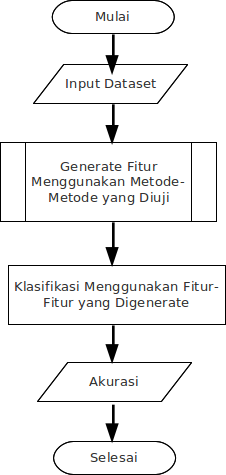 Mulai
Input Dataset
Generate Fitur
Menggunakan Metode-
Metode yang Diuji
Klasifikasi Menggunakan Fitur-
Fitur yang Digenerate
Akurasi
Selesai